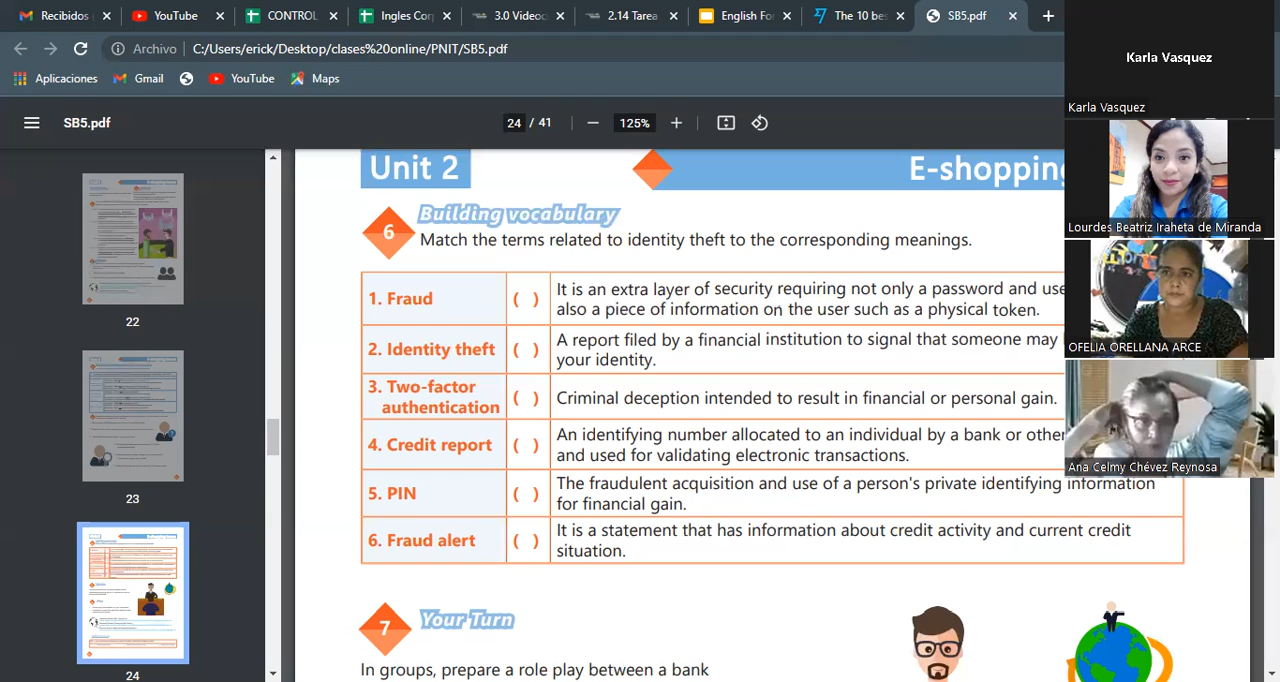 Recibidos
YouTube
CONTROL
Ingles Cor
3.0 Videoc
2.14 Tarea
English Fo
The 10 bes
SB5.pdf
Archivo
C:/Users/erick/Desktop/clases%20online/PNIT/SB5.pdf
Aplicaciones
Gmail
YouTube
Maps
SB5.pdf
24 / 41
125%
22
23
24
Unit 2
E-shopping
6
Building vocabulary
Match the terms related to identity theft to the corresponding meanings.
1. Fraud ( ) It is an extra layer of security requiring not only a password and use
also a piece of information on the user such as a physical token.
2. Identity theft ( ) A report filed by a financial institution to signal that someone may
your identity.
3. Two-factor
authentication ( ) Criminal deception intended to result in financial or personal gain.
4. Credit report ( ) An identifying number allocated to an individual by a bank or other
and used for validating electronic transactions.
5. PIN ( ) The fraudulent acquisition and use of a person's private identifying information
for financial gain.
6. Fraud alert ( ) It is a statement that has information about credit activity and current credit
situation.
7
Your Turn
In groups, prepare a role play between a bank
Karla Vasquez
Karla Vasquez
Lourdes Beatriz Iraheta de Miranda
OFELIA ORELLANA ARCE
Ana Celmy Chévez Reynosa